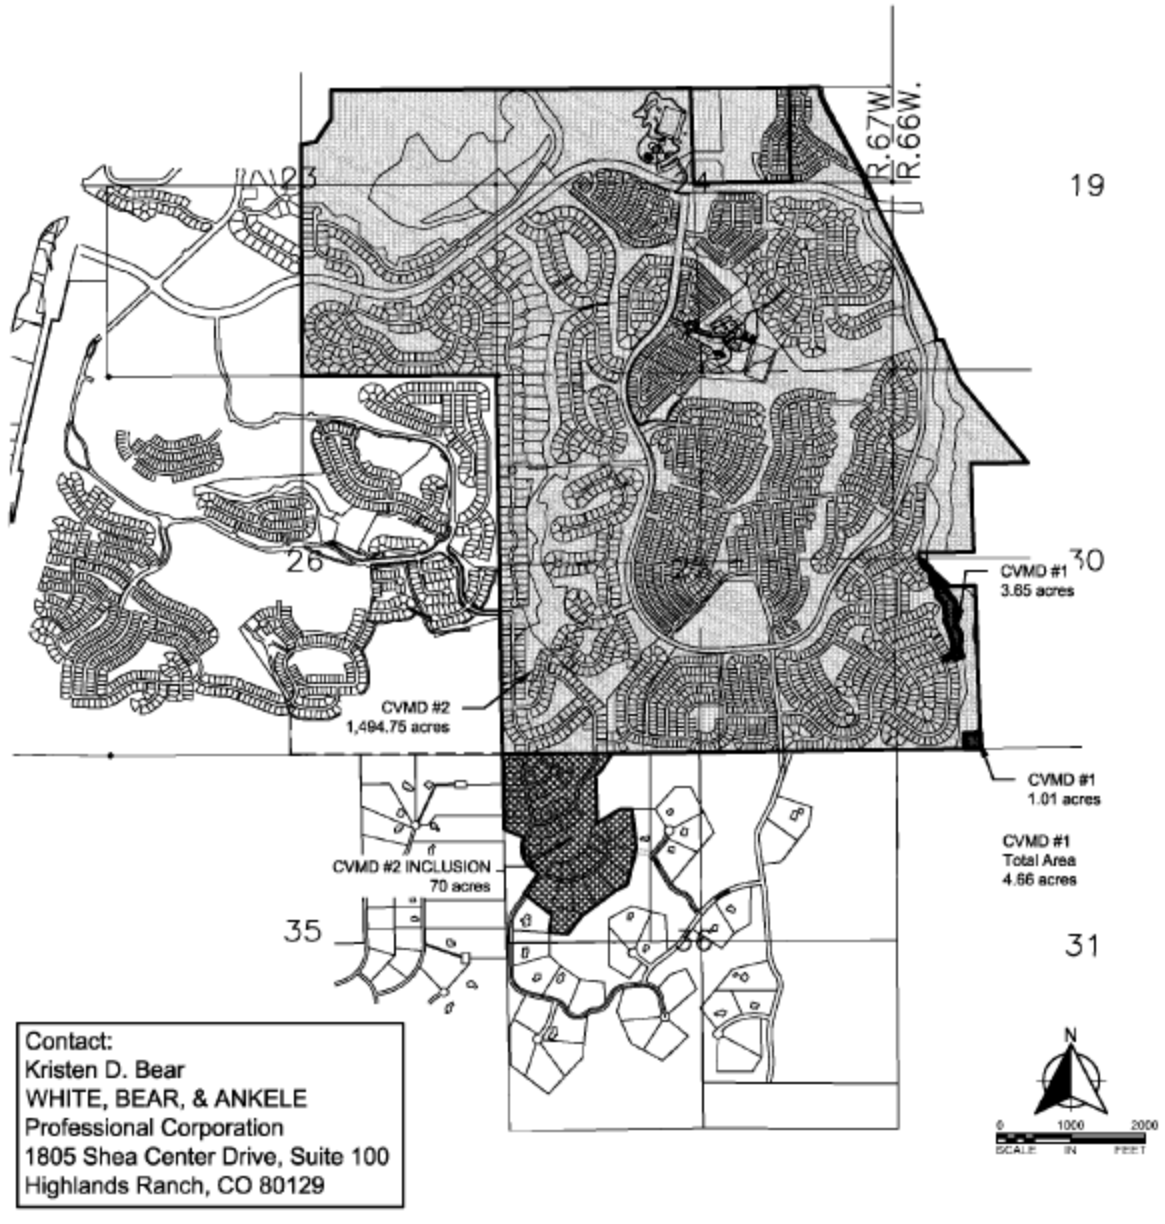 R.67W.
R.66W.
23
19
26
CVMD #1
3.65 acres
30
25
CVMD #2
1,494.75 acres
CVMD #1
1.01 acres
CVMD #1
Total Area
4.66 acres
CVMD #2 INCLUSION
70 acres
35
31
Contact:
Kristen D. Bear
WHITE, BEAR, & ANKELE
Professional Corporation
1805 Shea Center Drive, Suite 100
Highlands Ranch, CO 80129
N
0 1000 2000
SCALE IN FEET